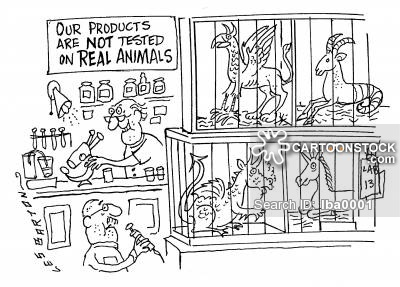 OUR PRODUCTS
ARE NOT TESTED
ON REAL ANIMALS
LAB
13
CARTOONSTOCK
.com
Search ID: lba0001
LES BARTON